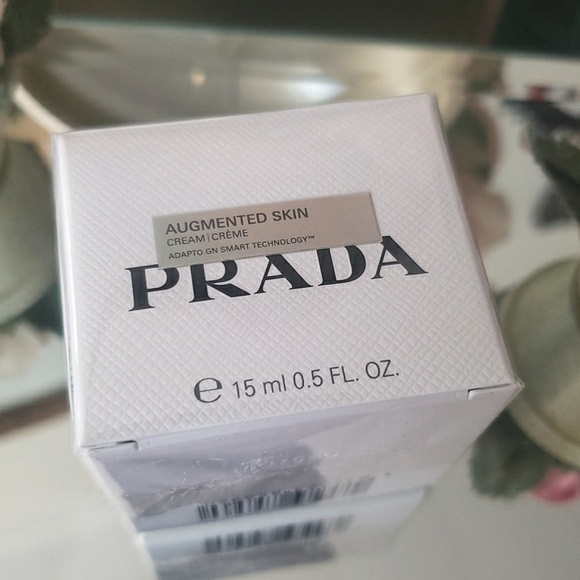 AUGMENTED SKIN
CREAM | CRÈME
ADAPTO.GN SMART TECHNOLOGY™
PRADA
℮ 15 ml 0.5 FL. OZ.